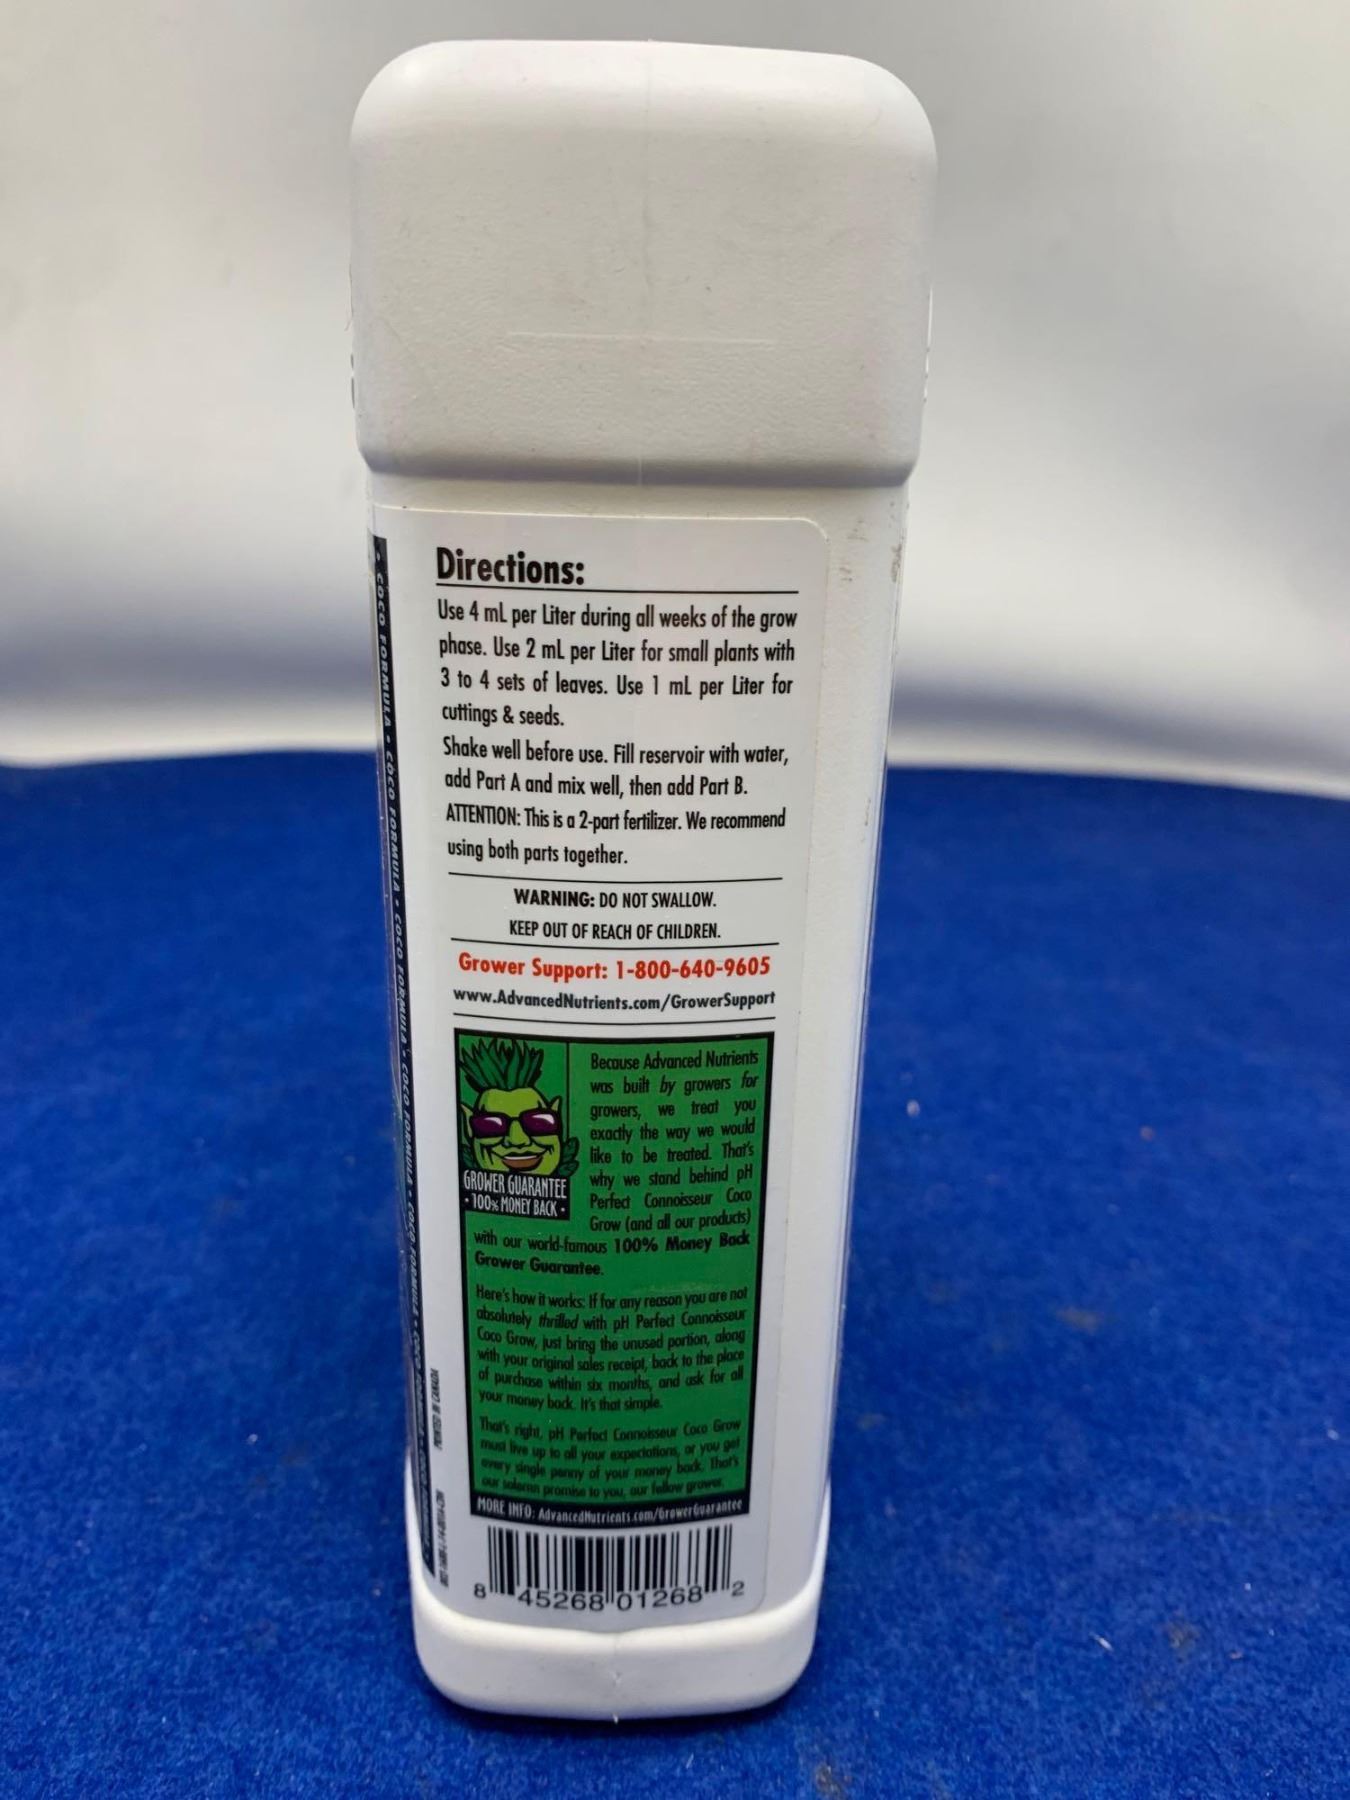 Directions:
Use 4 mL per Liter during all weeks of the grow
phase. Use 2 mL per Liter for small plants with
3 to 4 sets of leaves. Use 1 mL per Liter for
cuttings & seeds.
Shake well before use. Fill reservoir with water,
add Part A and mix well, then add Part B.
ATTENTION: This is a 2-part fertilizer. We recommend
using both parts together.
WARNING: DO NOT SWALLOW.
KEEP OUT OF REACH OF CHILDREN.
Grower Support: 1-800-640-9605
www.AdvancedNutrients.com/GrowerSupport
GROWER GUARANTEE
• 100% MONEY BACK •
Because Advanced Nutrients
was built by growers for
growers, we treat you
exactly the way we would
like to be treated. That's
why we stand behind pH
Perfect Connoisseur Coco
Grow (and all our products)
with our world-famous 100% Money Back
Grower Guarantee.
Here's how it works: If for any reason you are not
absolutely thrilled with pH Perfect Connoisseur
Coco Grow, just bring the unused portion, along
with your original sales receipt, back to the place
of purchase within six months, and ask for all
your money back. It's that simple.
That's right, pH Perfect Connoisseur Coco Grow
must live up to all your expectations, or you get
every single penny of your money back. That's
our solemn promise to you, our fellow grower.
MORE INFO: AdvancedNutrients.com/GrowerGuarantee
8 45268 01268 2
• COCO FORMULA • COCO FORMULA • COCO FORMULA • COCO FORMULA • COCO FORMULA •
PRINTED IN CANADA